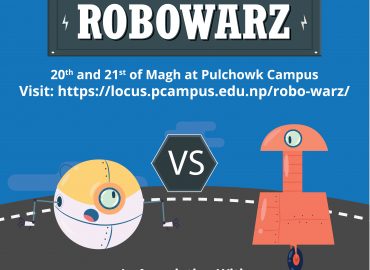 ROBOWARZ
20th and 21st of Magh at Pulchowk Campus
Visit: https://locus.pcampus.edu.np/robo-warz/
VS